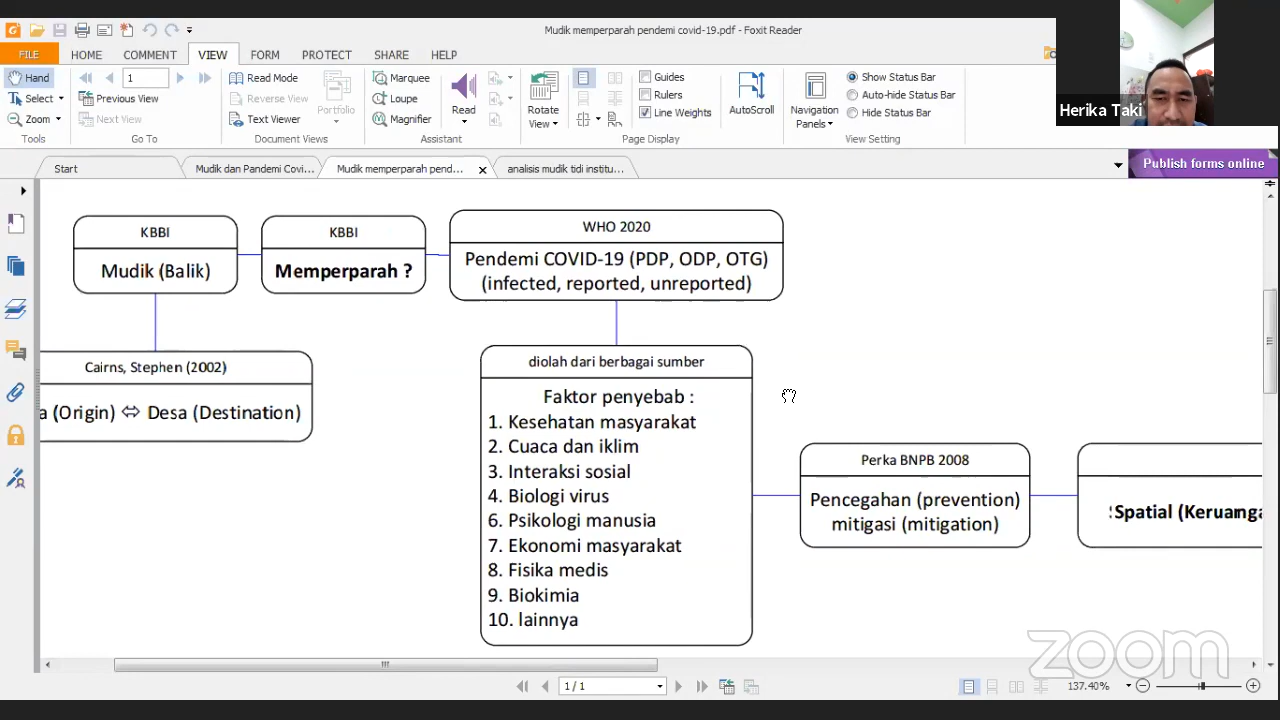 Mudik memperparah pendemi covid-19.pdf - Foxit Reader
FILE HOME COMMENT VIEW FORM PROTECT SHARE HELP
Hand
Select
Zoom
Tools
1
Previous View
Next View
Go To
Read Mode
Reverse View
Text Viewer
Portfolio
Document Views
Marquee
Loupe
Magnifier
Read
Assistant
Rotate
View
Guides
Rulers
Line Weights
Page Display
AutoScroll
Navigation
Panels
Show Status Bar
Auto-hide Status Bar
Hide Status Bar
View Setting
Herika Taki
Start
Mudik dan Pandemi Covi...
Mudik memperparah pend...
analisis mudik tidi institu...
Publish forms online
KBBI
Mudik (Balik)
KBBI
Memperparah ?
WHO 2020
Pendemi COVID-19 (PDP, ODP, OTG)
(infected, reported, unreported)
Cairns, Stephen (2002)
a (Origin) ⇔ Desa (Destination)
diolah dari berbagai sumber
Faktor penyebab :
1. Kesehatan masyarakat
2. Cuaca dan iklim
3. Interaksi sosial
4. Biologi virus
6. Psikologi manusia
7. Ekonomi masyarakat
8. Fisika medis
9. Biokimia
10. lainnya
Perka BNPB 2008
Pencegahan (prevention)
mitigasi (mitigation)
Spatial (Keruanga
zoom
1 / 1
137.40%